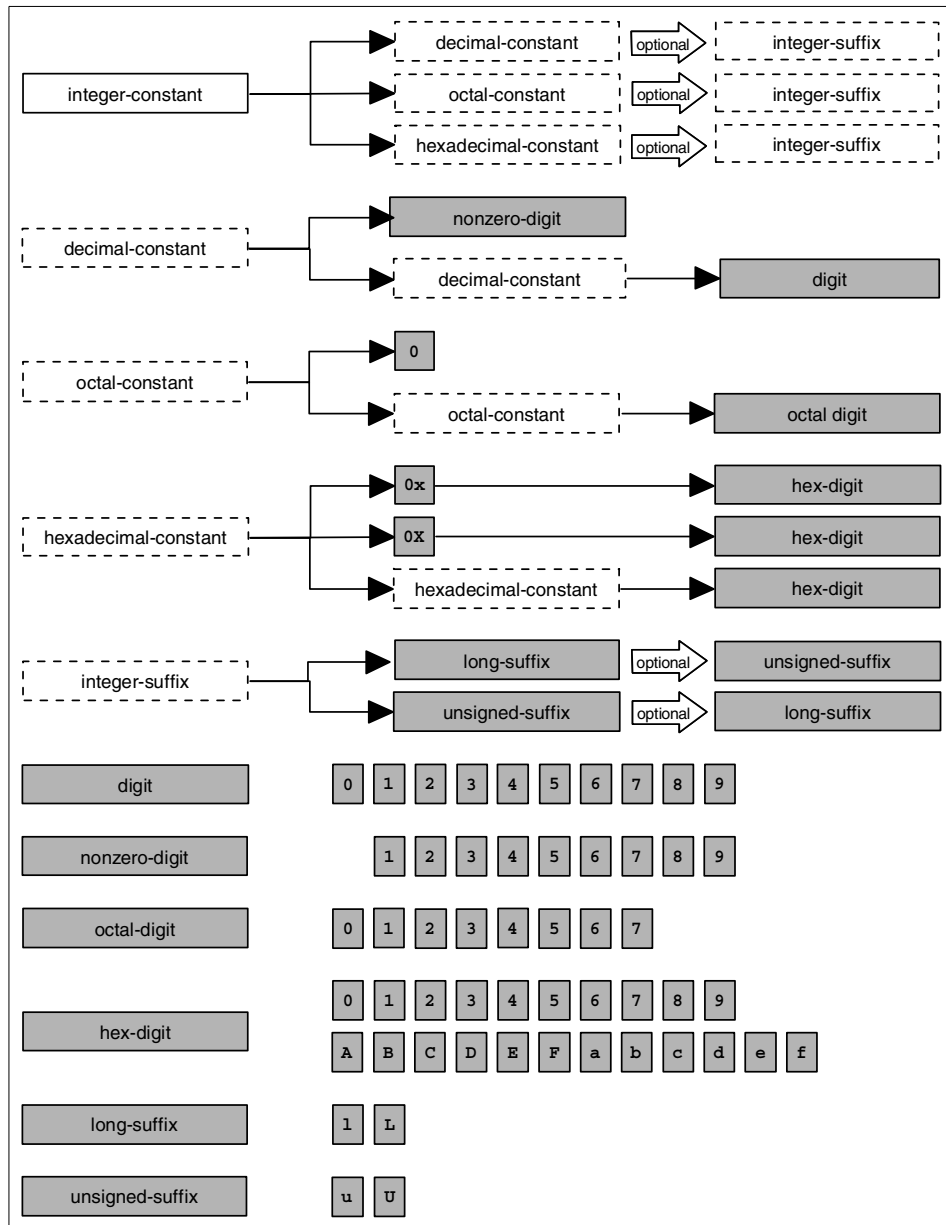 decimal-constant optional integer-suffix
integer-constant octal-constant optional integer-suffix
hexadecimal-constant optional integer-suffix
nonzero-digit
decimal-constant
decimal-constant digit
0
octal-constant
octal-constant octal digit
0x hex-digit
hexadecimal-constant 0X hex-digit
hexadecimal-constant hex-digit
long-suffix optional unsigned-suffix
integer-suffix
unsigned-suffix optional long-suffix
digit 0 1 2 3 4 5 6 7 8 9
nonzero-digit 1 2 3 4 5 6 7 8 9
octal-digit 0 1 2 3 4 5 6 7
0 1 2 3 4 5 6 7 8 9
hex-digit
A B C D E F a b c d e f
long-suffix l L
unsigned-suffix u U